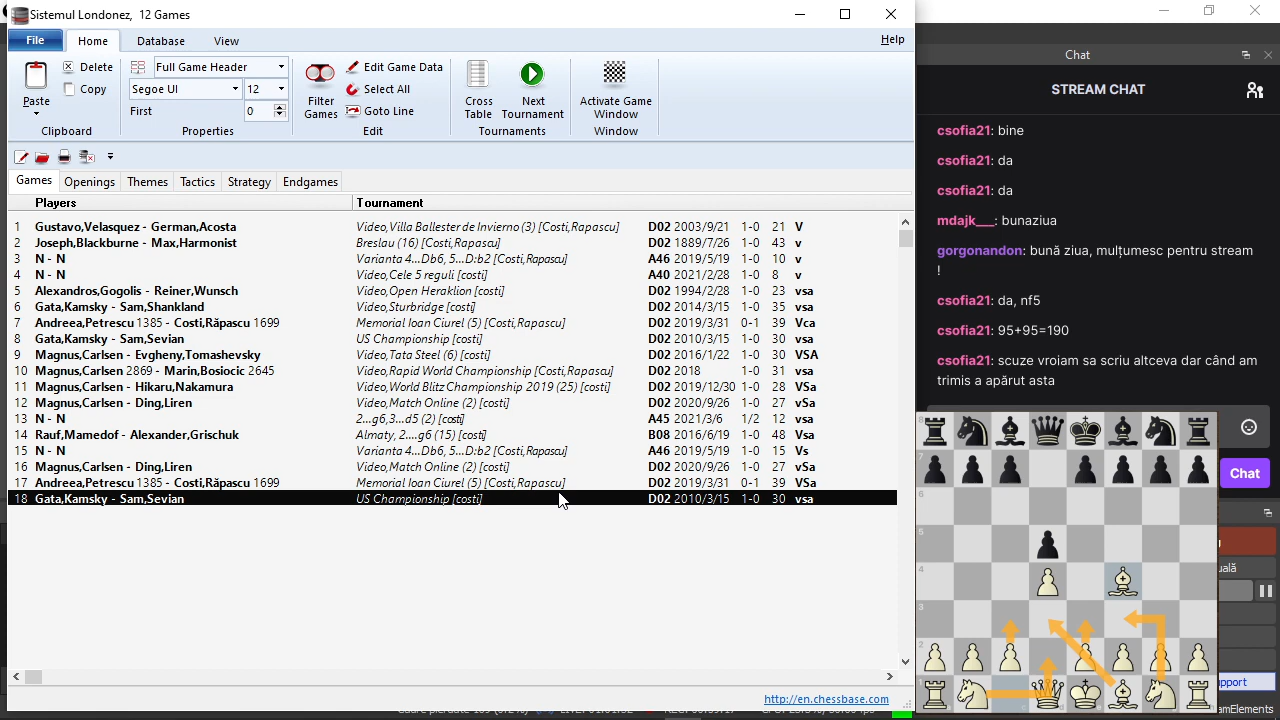 Sistemul Londonez, 12 Games
File Home Database View Help
Paste
Delete
Copy
Clipboard
Full Game Header
Segoe UI 12
First 0
Properties
Filter Games
Edit Game Data
Select All
Goto Line
Edit
Cross Table
Next Tournament
Tournaments
Activate Game Window
Window
Games Openings Themes Tactics Strategy Endgames
Players Tournament
1 Gustavo,Velasquez - German,Acosta Video,Villa Ballester de Invierno (3) [Costi,Rapascu] D02 2003/9/21 1-0 21 V
2 Joseph,Blackburne - Max,Harmonist Breslau (16) [Costi,Rapascu] D02 1889/7/26 1-0 43 v
3 N - N Varianta 4...Db6, 5...D:b2 [Costi,Rapascu] A46 2019/5/19 1-0 10 v
4 N - N Video,Cele 5 reguli [costi] A40 2021/2/28 1-0 8 v
5 Alexandros,Gogolis - Reiner,Wunsch Video,Open Heraklion [costi] D02 1994/2/28 1-0 23 vsa
6 Gata,Kamsky - Sam,Shankland Video,Sturbridge [costi] D02 2014/3/15 1-0 35 vsa
7 Andreea,Petrescu 1385 - Costi,Răpascu 1699 Memorial Ioan Ciurel (5) [Costi,Rapascu] D02 2019/3/31 0-1 39 Vca
8 Gata,Kamsky - Sam,Sevian US Championship [costi] D02 2010/3/15 1-0 30 vsa
9 Magnus,Carlsen - Evgheny,Tomashevsky Video,Tata Steel (6) [costi] D02 2016/1/22 1-0 30 VSA
10 Magnus,Carlsen 2869 - Marin,Bosiocic 2645 Video,Rapid World Championship [Costi,Rapascu] D02 2018 1-0 31 vsa
11 Magnus,Carlsen - Hikaru,Nakamura Video,World Blitz Championship 2019 (25) [costi] D02 2019/12/30 1-0 28 VSa
12 Magnus,Carlsen - Ding,Liren Video,Match Online (2) [costi] D02 2020/9/26 1-0 27 vSa
13 N - N 2...g6,3...d5 (2) [costi] A45 2021/3/6 1/2 12 vsa
14 Rauf,Mamedof - Alexander,Grischuk Almaty, 2....g6 (15) [costi] B08 2016/6/19 1-0 48 Vsa
15 N - N Varianta 4...Db6, 5...D:b2 [Costi,Rapascu] A46 2019/5/19 1-0 15 Vs
16 Magnus,Carlsen - Ding,Liren Video,Match Online (2) [costi] D02 2020/9/26 1-0 27 vSa
17 Andreea,Petrescu 1385 - Costi,Răpascu 1699 Memorial Ioan Ciurel (5) [Costi,Rapascu] D02 2019/3/31 0-1 39 VSa
18 Gata,Kamsky - Sam,Sevian US Championship [costi] D02 2010/3/15 1-0 30 vsa
http://en.chessbase.com
Chat
STREAM CHAT
csofia21: bine
csofia21: da
csofia21: da
mdajk___: bunaziua
gorgonandon: bună ziua, mulțumesc pentru stream
!
csofia21: da, nf5
csofia21: 95+95=190
csofia21: scuze vroiam sa scriu altceva dar când am
trimis a apărut asta
Chat
8
7
6
5
4
3
2
1